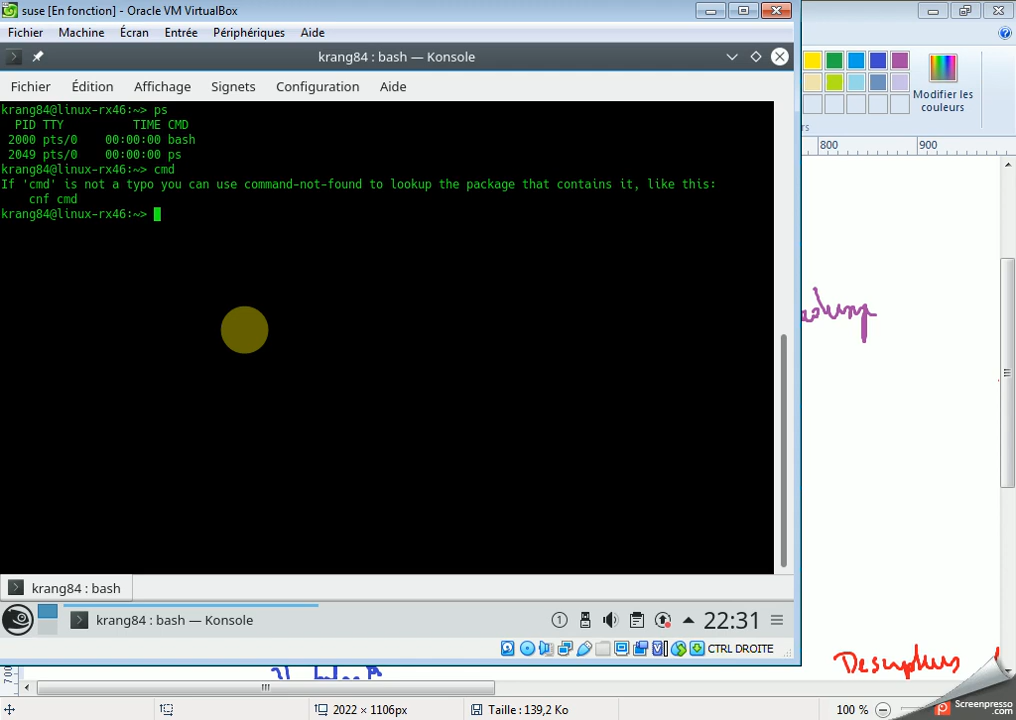 suse [En fonction] - Oracle VM VirtualBox
Fichier Machine Écran Entrée Périphériques Aide
krang84 : bash — Konsole
Fichier Édition Affichage Signets Configuration Aide
krang84@linux-rx46:~> ps
PID TTY TIME CMD
2000 pts/0 00:00:00 bash
2049 pts/0 00:00:00 ps
krang84@linux-rx46:~> cmd
If 'cmd' is not a typo you can use command-not-found to lookup the package that contains it, like this:
cnf cmd
krang84@linux-rx46:~>
krang84 : bash
krang84 : bash — Konsole
1
22:31
CTRL DROITE
Modifier les
couleurs
rs
800 900
700
2022 × 1106px
Taille : 139,2 Ko
100 %
Screenpresso
.com